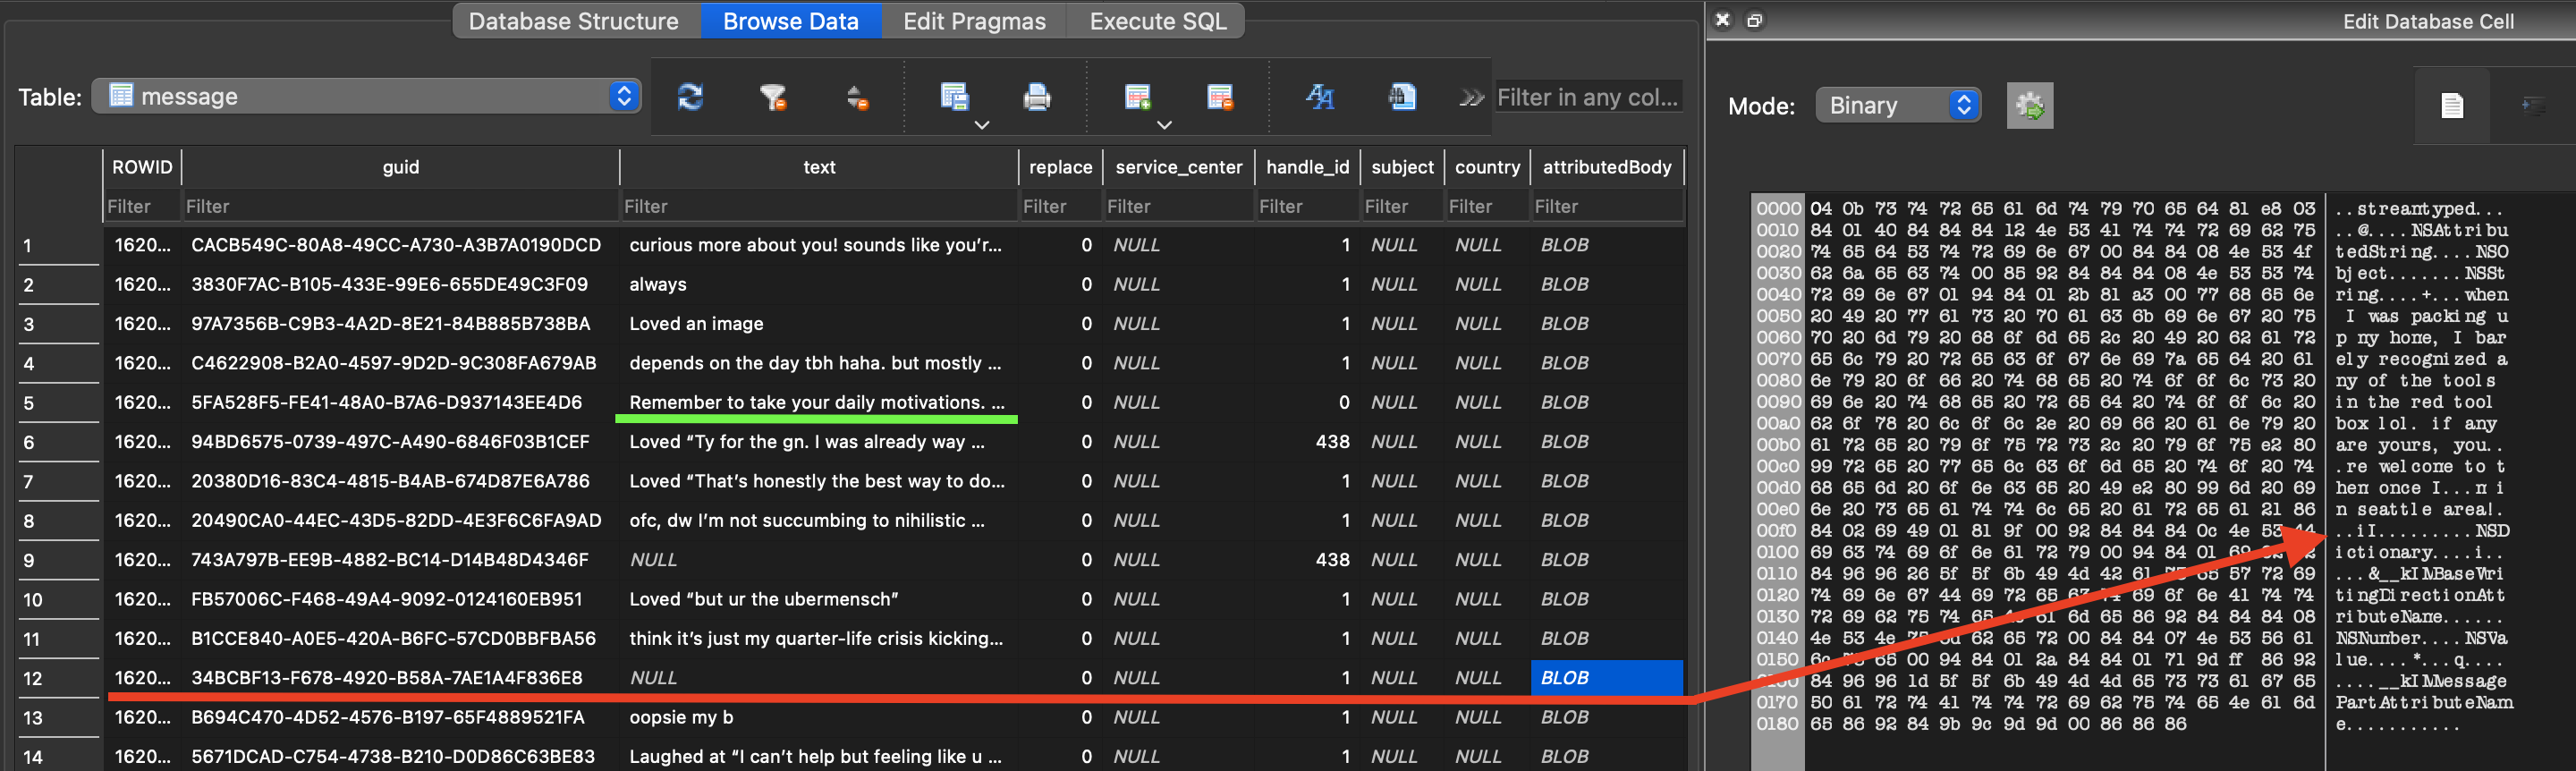 Database Structure Browse Data Edit Pragmas Execute SQL
Edit Database Cell
Table: message
Filter in any col...
Mode: Binary
ROWID guid text replace service_center handle_id subject country attributedBody
Filter Filter Filter Filter Filter Filter Filter Filter Filter
1 1620... CACB549C-80A8-49CC-A730-A3B7A0190DCD curious more about you! sounds like you'r... 0 NULL 1 NULL NULL BLOB
2 1620... 3830F7AC-B105-433E-99E6-655DE49C3F09 always 0 NULL 1 NULL NULL BLOB
3 1620... 97A7356B-C9B3-4A2D-8E21-84B885B738BA Loved an image 0 NULL 1 NULL NULL BLOB
4 1620... C4622908-B2A0-4597-9D2D-9C308FA679AB depends on the day tbh haha. but mostly ... 0 NULL 1 NULL NULL BLOB
5 1620... 5FA528F5-FE41-48A0-B7A6-D937143EE4D6 Remember to take your daily motivations. ... 0 NULL 0 NULL NULL BLOB
6 1620... 94BD6575-0739-497C-A490-6846F03B1CEF Loved “Ty for the gn. I was already way ... 0 NULL 438 NULL NULL BLOB
7 1620... 20380D16-83C4-4815-B4AB-674D87E6A786 Loved “That’s honestly the best way to do... 0 NULL 1 NULL NULL BLOB
8 1620... 20490CA0-44EC-43D5-82DD-4E3F6C6FA9AD ofc, dw I’m not succumbing to nihilistic ... 0 NULL 1 NULL NULL BLOB
9 1620... 743A797B-EE9B-4882-BC14-D14B48D4346F NULL 0 NULL 438 NULL NULL BLOB
10 1620... FB57006C-F468-49A4-9092-0124160EB951 Loved “but ur the ubermensch” 0 NULL 1 NULL NULL BLOB
11 1620... B1CCE840-A0E5-420A-B6FC-57CD0BBFBA56 think it’s just my quarter-life crisis kicking... 0 NULL 1 NULL NULL BLOB
12 1620... 34BCBF13-F678-4920-B58A-7AE1A4F836E8 NULL 0 NULL 1 NULL NULL BLOB
13 1620... B694C470-4D52-4576-B197-65F4889521FA oopsie my b 0 NULL 1 NULL NULL BLOB
14 1620... 5671DCAD-C754-4738-B210-D0D86C63BE83 Laughed at “I can’t help but feeling like u ... 0 NULL 1 NULL NULL BLOB
0000 04 0b 73 74 72 65 61 6d 74 79 70 65 64 81 e8 03 ..streamtyped...
0010 84 01 40 84 84 84 12 4e 53 41 74 74 72 69 62 75 ..@....NSAttribu
0020 74 65 64 53 74 72 69 6e 67 00 84 84 08 4e 53 4f tedString....NSO
0030 62 6a 65 63 74 00 85 92 84 84 84 08 4e 53 53 74 bject.......NSSt
0040 72 69 6e 67 01 94 84 01 2b 81 a3 00 77 68 65 6e ring....+...when
0050 20 49 20 77 61 73 20 70 61 63 6b 69 6e 67 20 75 I was packing u
0060 70 20 6d 79 20 68 6f 6d 65 2c 20 49 20 62 61 72 p my home, I bar
0070 65 6c 79 20 72 65 63 6f 67 6e 69 7a 65 64 20 61 ely recognized a
0080 6e 79 20 6f 66 20 74 68 65 20 74 6f 6f 6c 73 20 ny of the tools
0090 69 6e 20 74 68 65 20 72 65 64 20 74 6f 6f 6c 20 in the red tool
00a0 62 6f 78 20 6c 6f 6c 2e 20 69 66 20 61 6e 79 20 box lol. if any
00b0 61 72 65 20 79 6f 75 72 73 2c 20 79 6f 75 e2 80 are yours, you..
00c0 99 72 65 20 77 65 6c 63 6f 6d 65 20 74 6f 20 74 .re welcome to t
00d0 68 65 6d 20 6f 6e 63 65 20 49 e2 80 99 6d 20 69 hem once I...m i
00e0 6e 20 73 65 61 74 74 6c 65 20 61 72 65 61 21 86 n seattle area!.
00f0 84 02 69 49 01 81 9f 00 92 84 84 84 0c 4e 53 44 ..iI.........NSD
0100 69 63 74 69 6f 6e 61 72 79 00 94 84 01 69 ictionary....i..
0110 84 96 96 26 5f 5f 6b 49 4d 42 61 73 65 57 72 69 ...&__kIMBaseWri
0120 74 69 6e 67 44 69 72 65 63 74 69 6f 6e 41 74 74 tingDirectionAtt
0130 72 69 62 75 74 65 4e 61 6d 65 86 92 84 84 84 08 ributeName......
0140 4e 53 4e 75 6d 62 65 72 00 84 84 07 4e 53 56 61 NSNumber....NSVa
0150 6c 75 65 00 94 84 01 2a 84 84 01 71 9d ff 86 92 lue....*...q....
0160 84 96 96 1d 5f 5f 6b 49 4d 4d 65 73 73 61 67 65 ....__kIMMessage
0170 50 61 72 74 41 74 74 72 69 62 75 74 65 4e 61 6d PartAttributeNam
0180 65 86 92 84 9b 9c 9d 9d 00 86 86 86 e...........